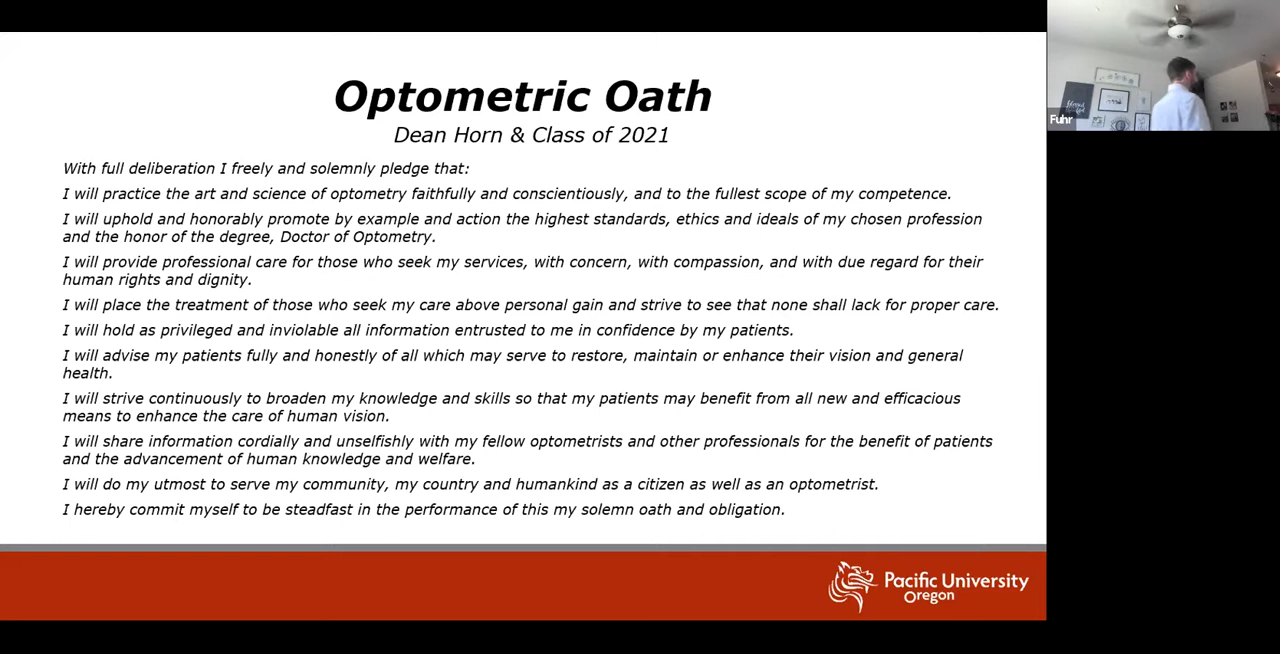 Optometric Oath
Dean Horn & Class of 2021
With full deliberation I freely and solemnly pledge that:
I will practice the art and science of optometry faithfully and conscientiously, and to the fullest scope of my competence.
I will uphold and honorably promote by example and action the highest standards, ethics and ideals of my chosen profession
and the honor of the degree, Doctor of Optometry.
I will provide professional care for those who seek my services, with concern, with compassion, and with due regard for their
human rights and dignity.
I will place the treatment of those who seek my care above personal gain and strive to see that none shall lack for proper care.
I will hold as privileged and inviolable all information entrusted to me in confidence by my patients.
I will advise my patients fully and honestly of all which may serve to restore, maintain or enhance their vision and general
health.
I will strive continuously to broaden my knowledge and skills so that my patients may benefit from all new and efficacious
means to enhance the care of human vision.
I will share information cordially and unselfishly with my fellow optometrists and other professionals for the benefit of patients
and the advancement of human knowledge and welfare.
I will do my utmost to serve my community, my country and humankind as a citizen as well as an optometrist.
I hereby commit myself to be steadfast in the performance of this my solemn oath and obligation.
Pacific University
Oregon
Fuhr